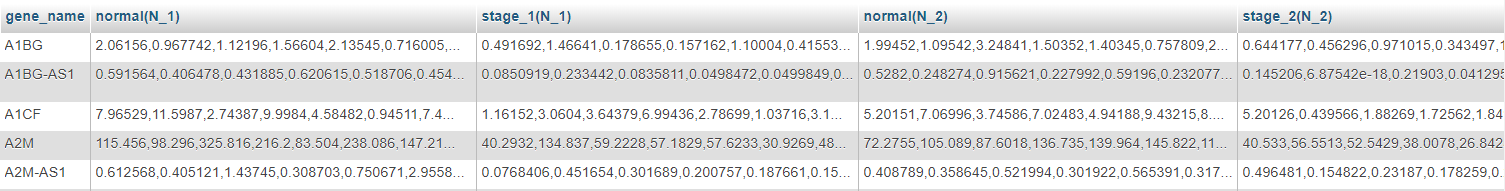 gene_name normal(N_1) stage_1(N_1) normal(N_2) stage_2(N_2)
A1BG 2.06156,0.967742,1.12196,1.56604,2.13545,0.716005,... 0.491692,1.46641,0.178655,0.157162,1.10004,0.41553... 1.99452,1.09542,3.24841,1.50352,1.40345,0.757809,2... 0.644177,0.456296,0.971015,0.343497,1
A1BG-AS1 0.591564,0.406478,0.431885,0.620615,0.518706,0.454... 0.0850919,0.233442,0.0835811,0.0498472,0.0499849,0... 0.5282,0.248274,0.915621,0.227992,0.59196,0.232077... 0.145206,6.87542e-18,0.21903,0.041295
A1CF 7.96529,11.5987,2.74387,9.9984,4.58482,0.94511,7.4... 1.16152,3.0604,3.64379,6.99436,2.78699,1.03716,3.1... 5.20151,7.06996,3.74586,7.02483,4.94188,9.43215,8.... 5.20126,0.439566,1.88269,1.72562,1.84
A2M 115.456,98.296,325.816,216.2,83.504,238.086,147.21... 40.2932,134.837,59.2228,57.1829,57.6233,30.9269,48... 72.2755,105.089,87.6018,136.735,139.964,145.822,11... 40.533,56.5513,52.5429,38.0078,26.842
A2M-AS1 0.612568,0.405121,1.43745,0.308703,0.750671,2.9558... 0.0768406,0.451654,0.301689,0.200757,0.187661,0.15... 0.408789,0.358645,0.521994,0.301922,0.565391,0.317... 0.496481,0.154822,0.23187,0.178259,0.